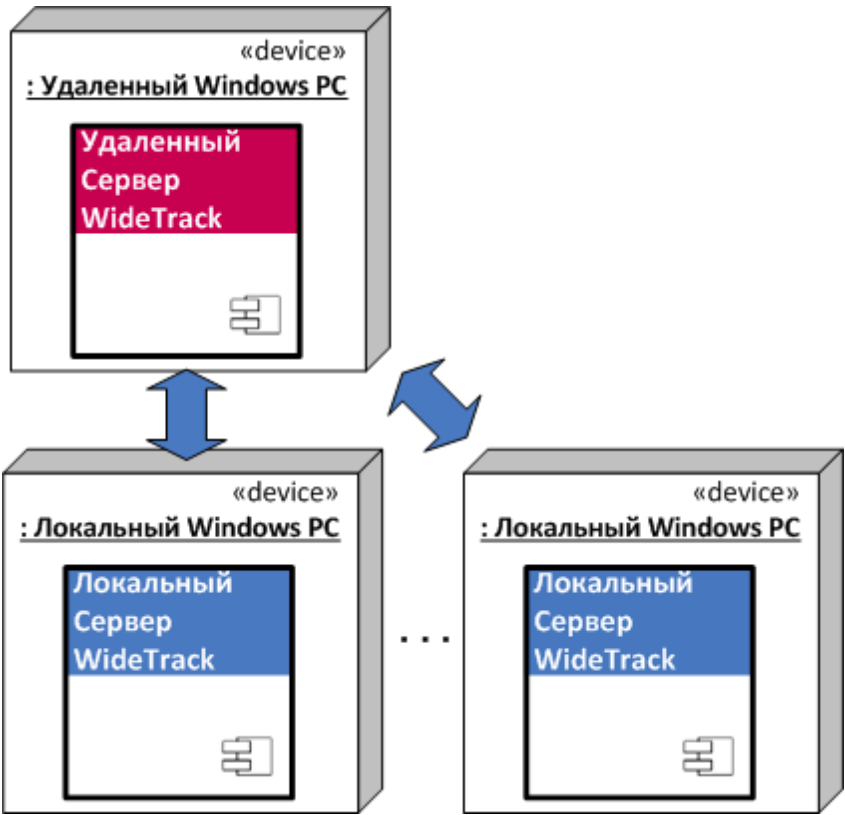 «device»
: Удаленный Windows PC
Удаленный
Сервер
WideTrack
«device»
: Локальный Windows PC
Локальный
Сервер
WideTrack
. . .
«device»
: Локальный Windows PC
Локальный
Сервер
WideTrack